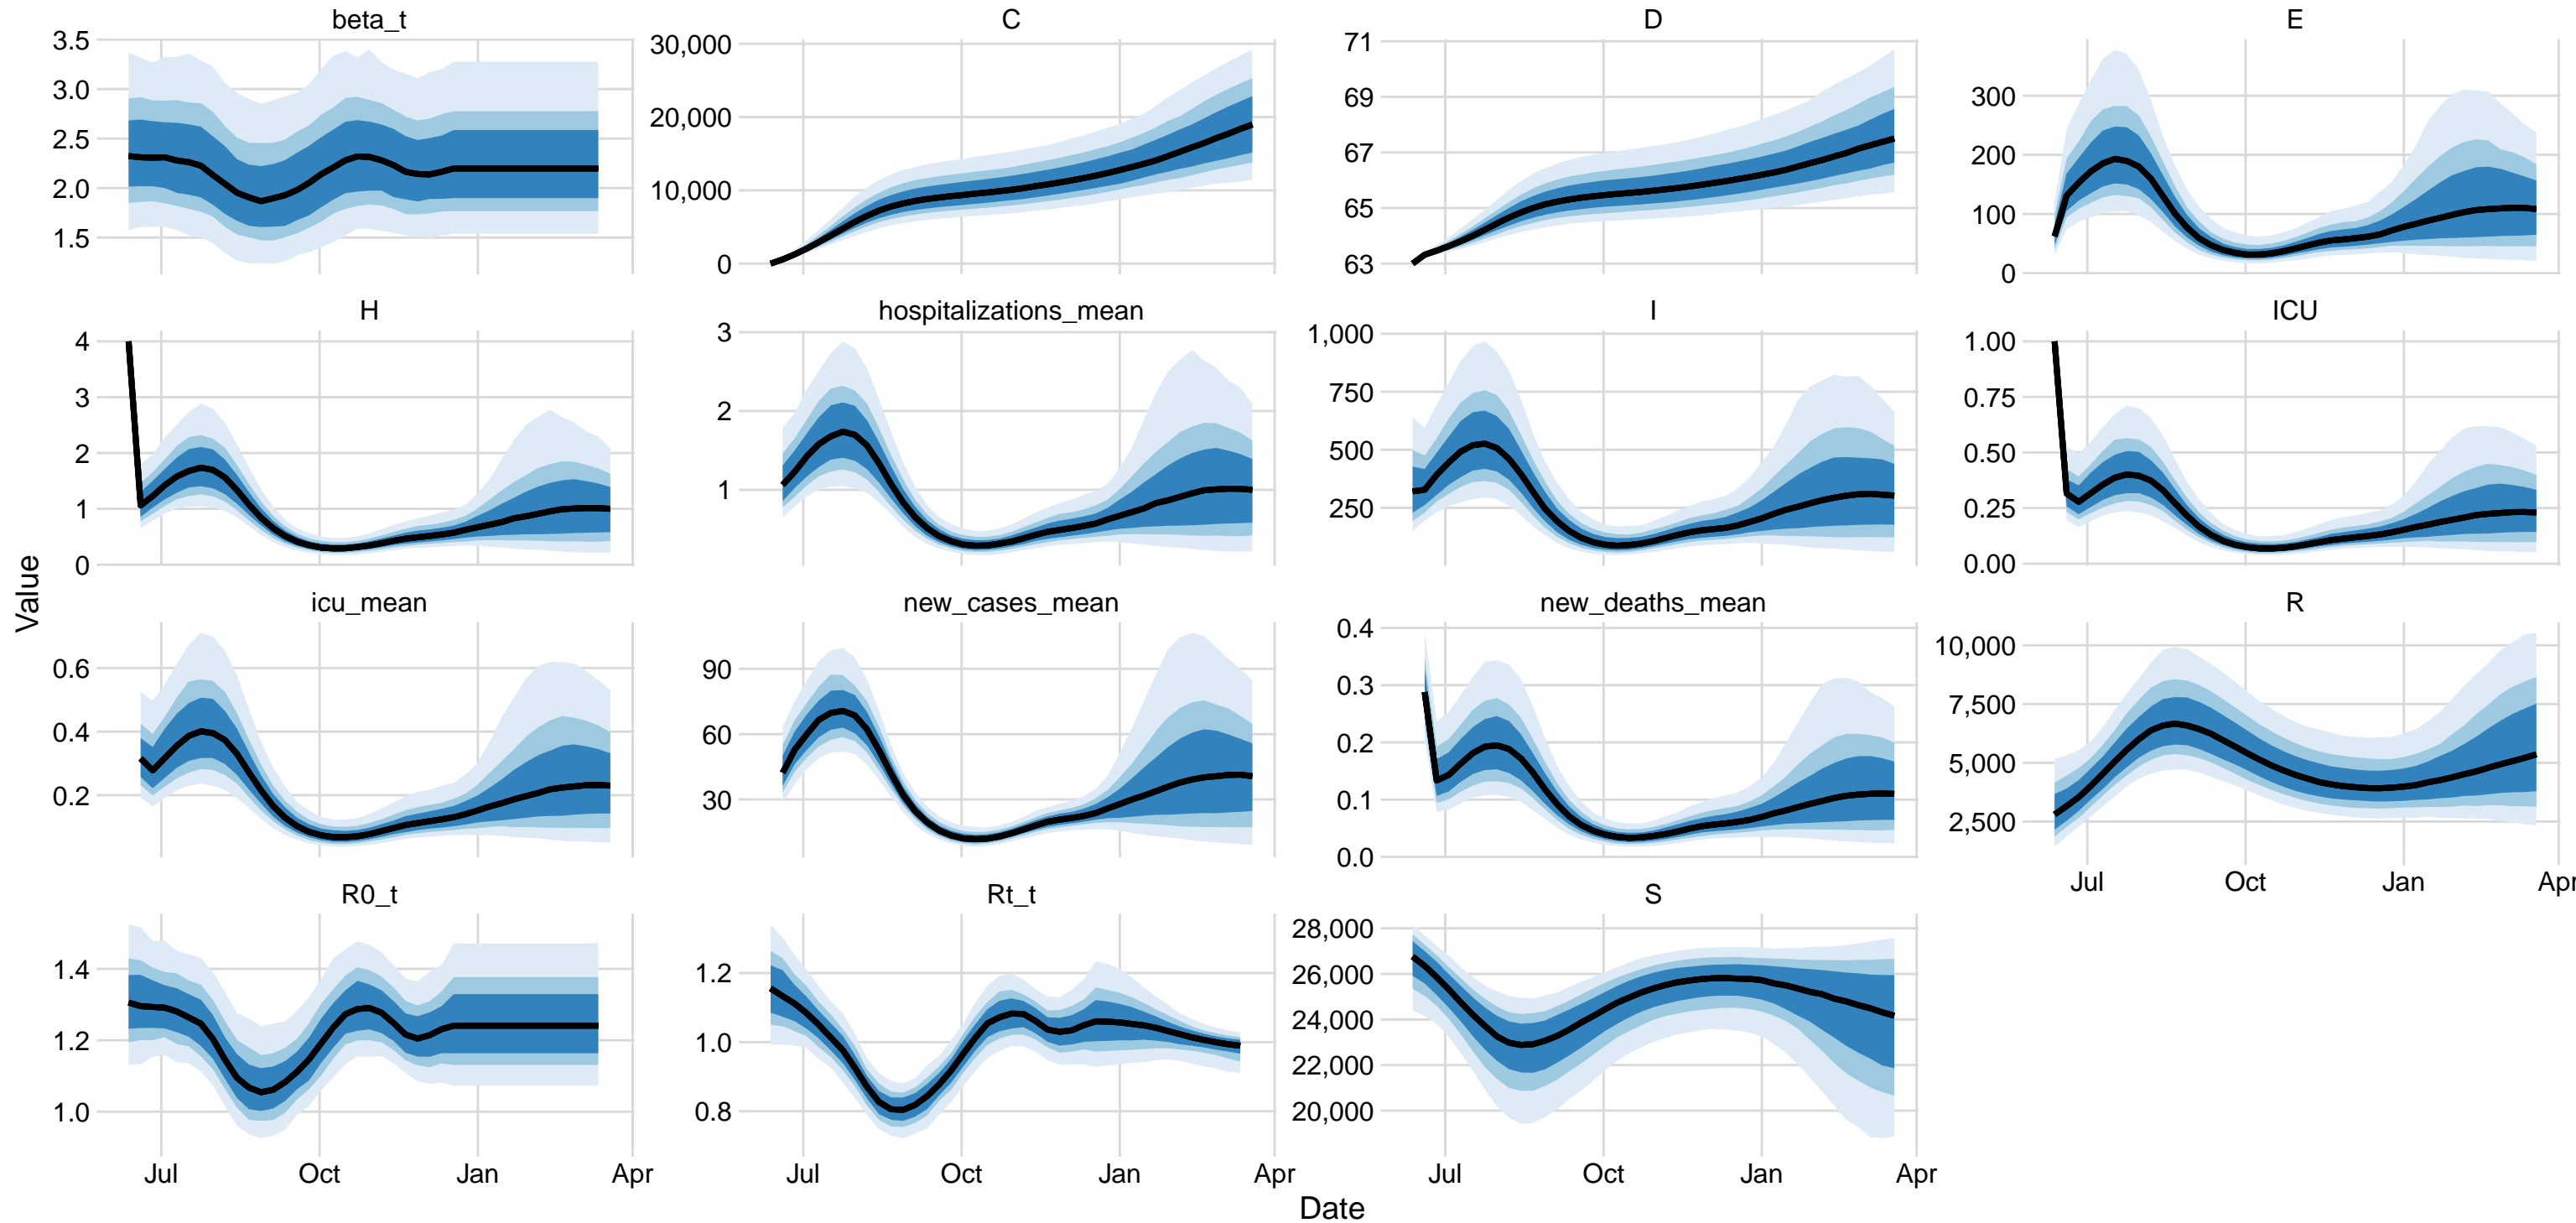 beta_t
3.5
3.0
2.5
2.0
1.5
C
30,000
20,000
10,000
0
D
71
69
67
65
63
E
300
200
100
0
H
4
3
2
1
0
hospitalizations_mean
3
2
1
I
1,000
750
500
250
ICU
1.00
0.75
0.50
0.25
0.00
Value
icu_mean
0.6
0.4
0.2
new_cases_mean
90
60
30
new_deaths_mean
0.4
0.3
0.2
0.1
0.0
R
10,000
7,500
5,000
2,500
Jul Oct Jan Apr
R0_t
1.4
1.2
1.0
Jul Oct Jan Apr
Rt_t
1.2
1.0
0.8
Jul Oct Jan Apr
S
28,000
26,000
24,000
22,000
20,000
Jul Oct Jan Apr
Date